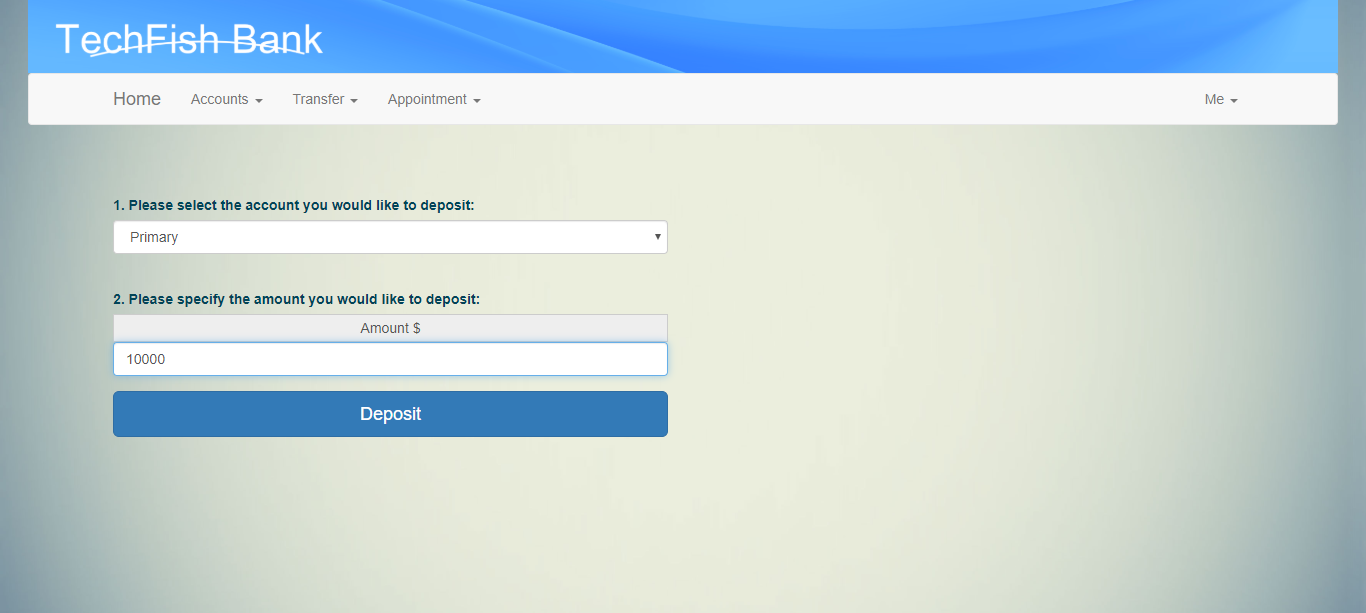 TechFish Bank
Home Accounts Transfer Appointment Me
1. Please select the account you would like to deposit:
Primary
2. Please specify the amount you would like to deposit:
Amount $
10000
Deposit